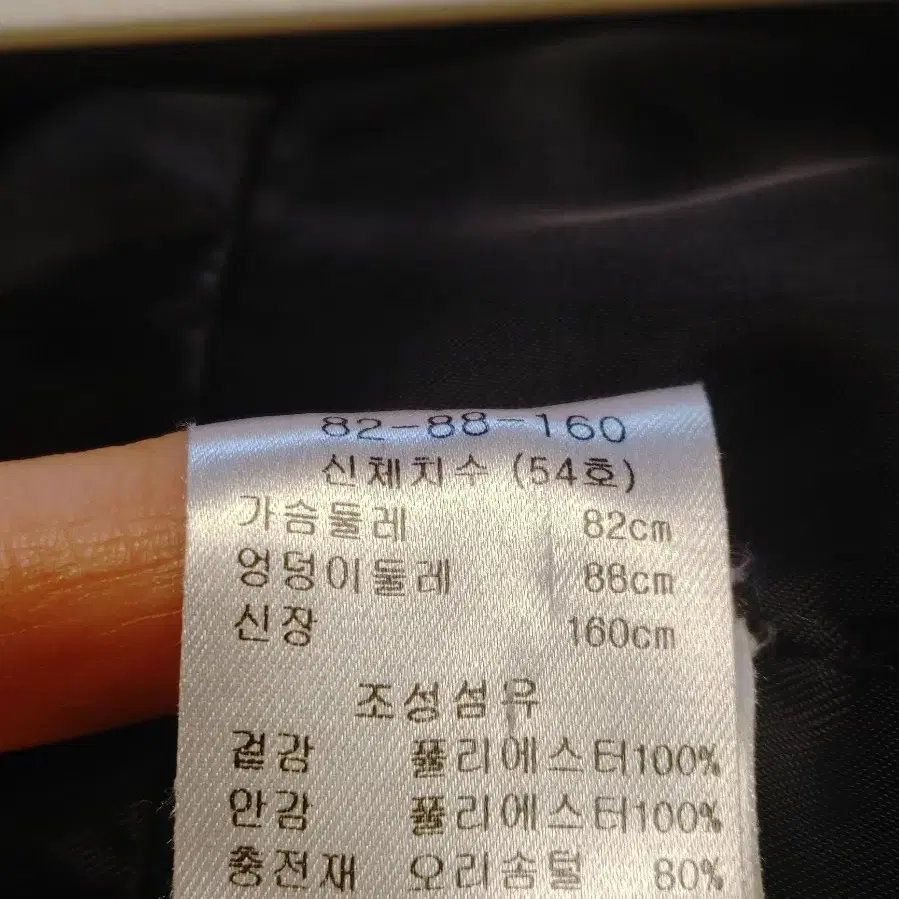 82-88-160
신체치수 (54호)
가슴둘레 82cm
엉덩이둘레 88cm
신장 160cm
조성섬유
겉감 폴리에스터100%
안감 폴리에스터100%
충전재 오리솜털 80%